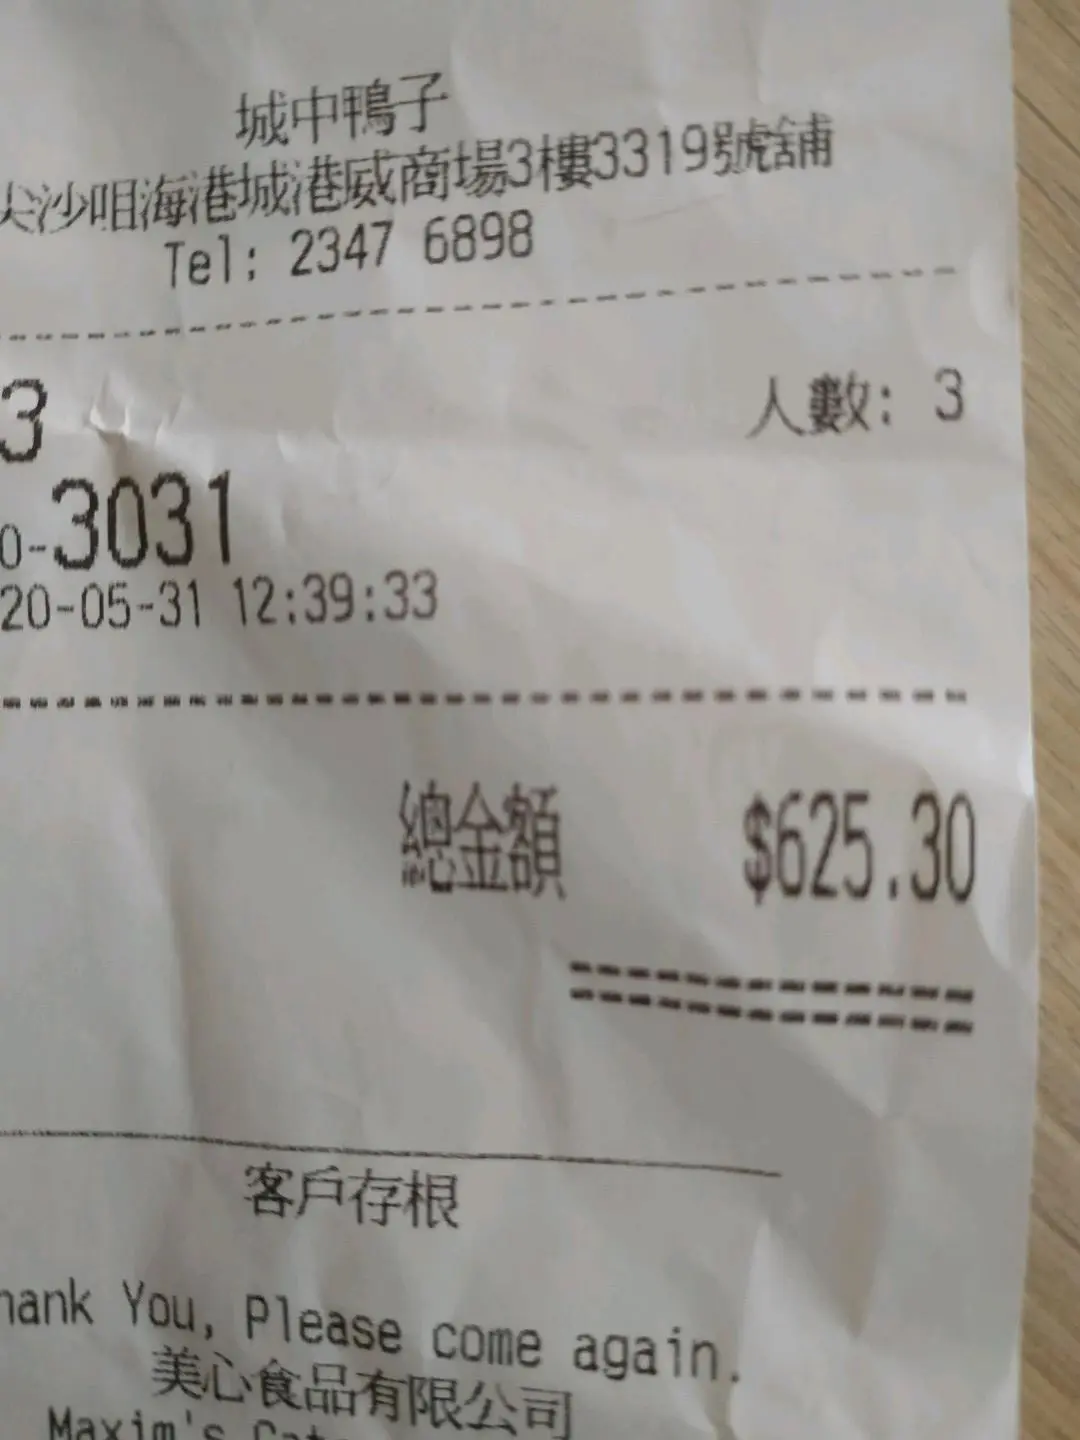 城中鴨子
尖沙咀海港城港威商場3樓3319號舖
Tel: 2347 6898
3
人數: 3
0-3031
20-05-31 12:39:33
總金額 $625.30
客戶存根
hank You, Please come again.
美心食品有限公司
Maxim's